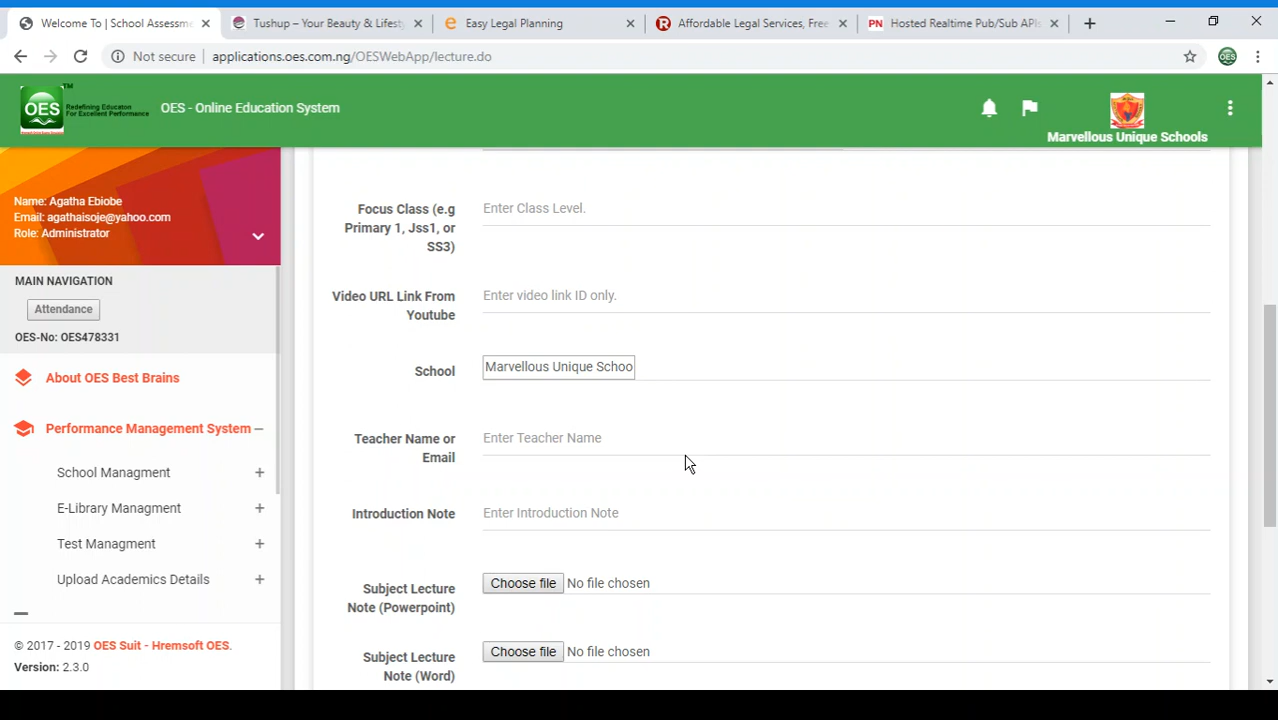 Welcome To | School Assessm
Tushup – Your Beauty & Lifesty
Easy Legal Planning
Affordable Legal Services, Free
PN Hosted Realtime Pub/Sub APIs
Not secure
applications.oes.com.ng/OESWebApp/lecture.do
OES
TM
Redefining Education
For Excellent Performance
OES - Online Education System
Marvellous Unique Schools
Name: Agatha Ebiobe
Email: agathaisoje@yahoo.com
Role: Administrator
MAIN NAVIGATION
Attendance
OES-No: OES478331
About OES Best Brains
Performance Management System
School Managment
E-Library Managment
Test Managment
Upload Academics Details
© 2017 - 2019 OES Suit - Hremsoft OES.
Version: 2.3.0
Focus Class (e.g
Primary 1, Jss1, or
SS3)
Enter Class Level.
Video URL Link From
Youtube
Enter video link ID only.
School
Marvellous Unique Schoo
Teacher Name or
Email
Enter Teacher Name
Introduction Note
Enter Introduction Note
Subject Lecture
Note (Powerpoint)
Choose file No file chosen
Subject Lecture
Note (Word)
Choose file No file chosen